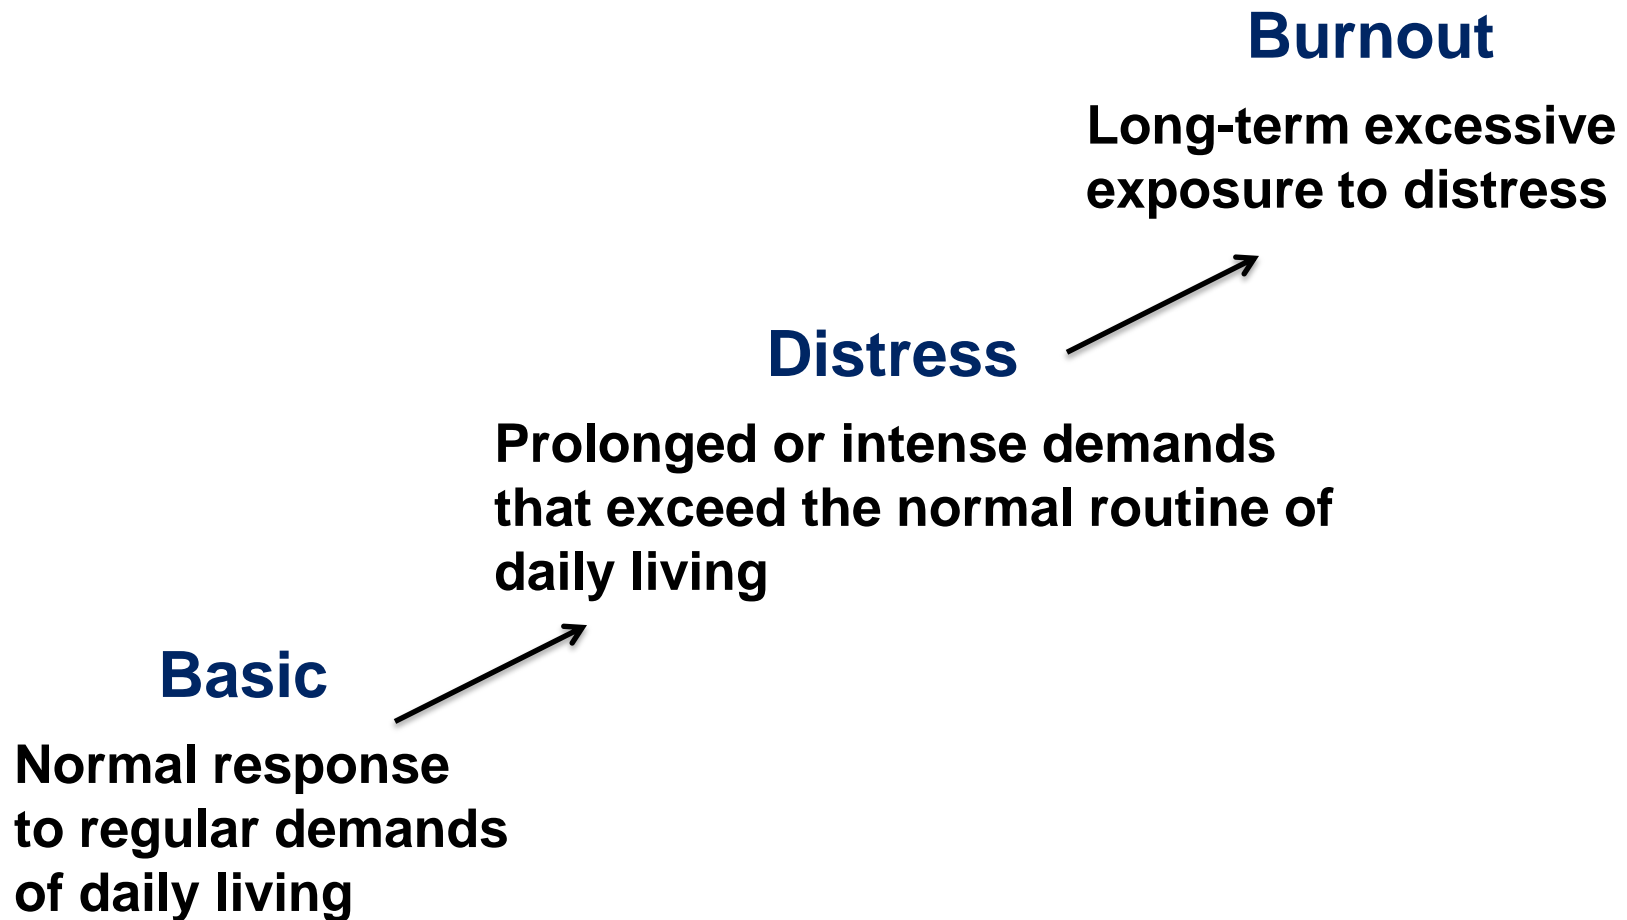 Burnout
Long-term excessive
exposure to distress
Distress
Prolonged or intense demands
that exceed the normal routine of
daily living
Basic
Normal response
to regular demands
of daily living